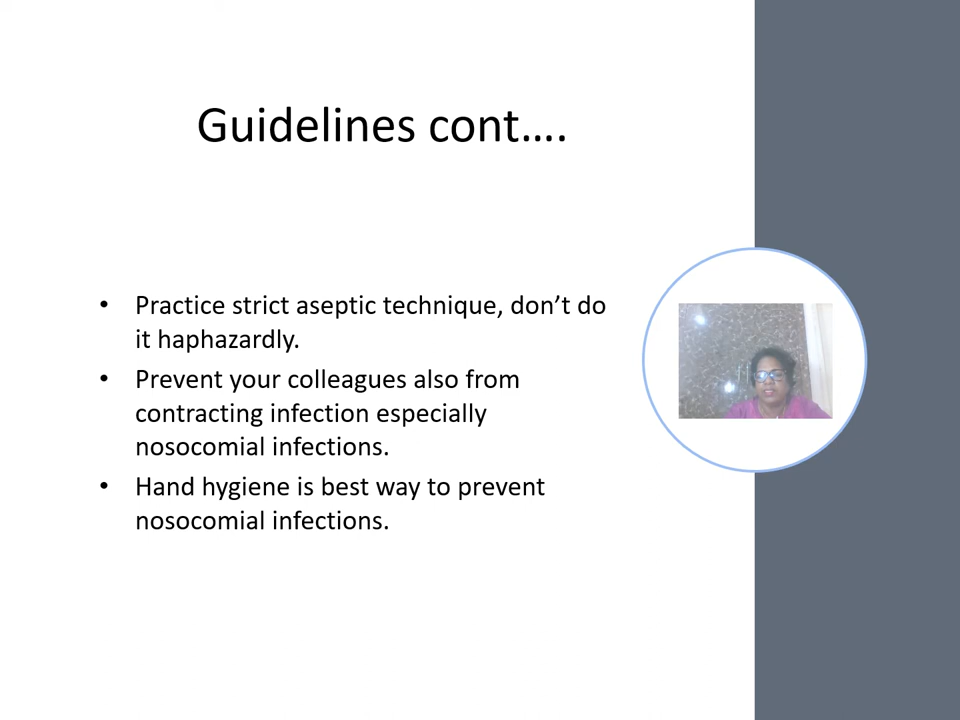 Guidelines cont….
• Practice strict aseptic technique, don’t do
it haphazardly.
• Prevent your colleagues also from
contracting infection especially
nosocomial infections.
• Hand hygiene is best way to prevent
nosocomial infections.